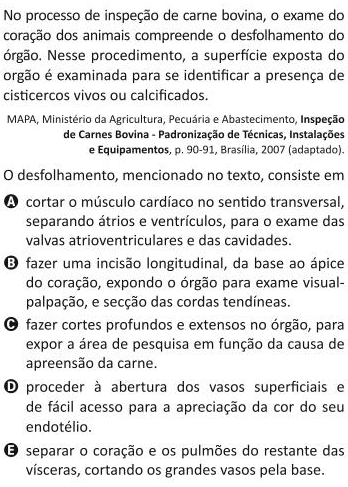 No processo de inspeção de carne bovina, o exame do
coração dos animais compreende o desfolhamento do
órgão. Nesse procedimento, a superfície exposta do
orgão é examinada para se identificar a presença de
cisticercos vivos ou calcificados.
MAPA, Ministério da Agricultura, Pecuária e Abastecimento, Inspeção
de Carnes Bovina - Padronização de Técnicas, Instalações
e Equipamentos, p. 90-91, Brasília, 2007 (adaptado).
O desfolhamento, mencionado no texto, consiste em
A cortar o músculo cardíaco no sentido transversal,
separando átrios e ventrículos, para o exame das
valvas atrioventriculares e das cavidades.
B fazer uma incisão longitudinal, da base ao ápice
do coração, expondo o órgão para exame visual-
palpação, e secção das cordas tendíneas.
C fazer cortes profundos e extensos no órgão, para
expor a área de pesquisa em função da causa de
apreensão da carne.
D proceder à abertura dos vasos superficiais e
de fácil acesso para a apreciação da cor do seu
endotélio.
E separar o coração e os pulmões do restante das
vísceras, cortando os grandes vasos pela base.